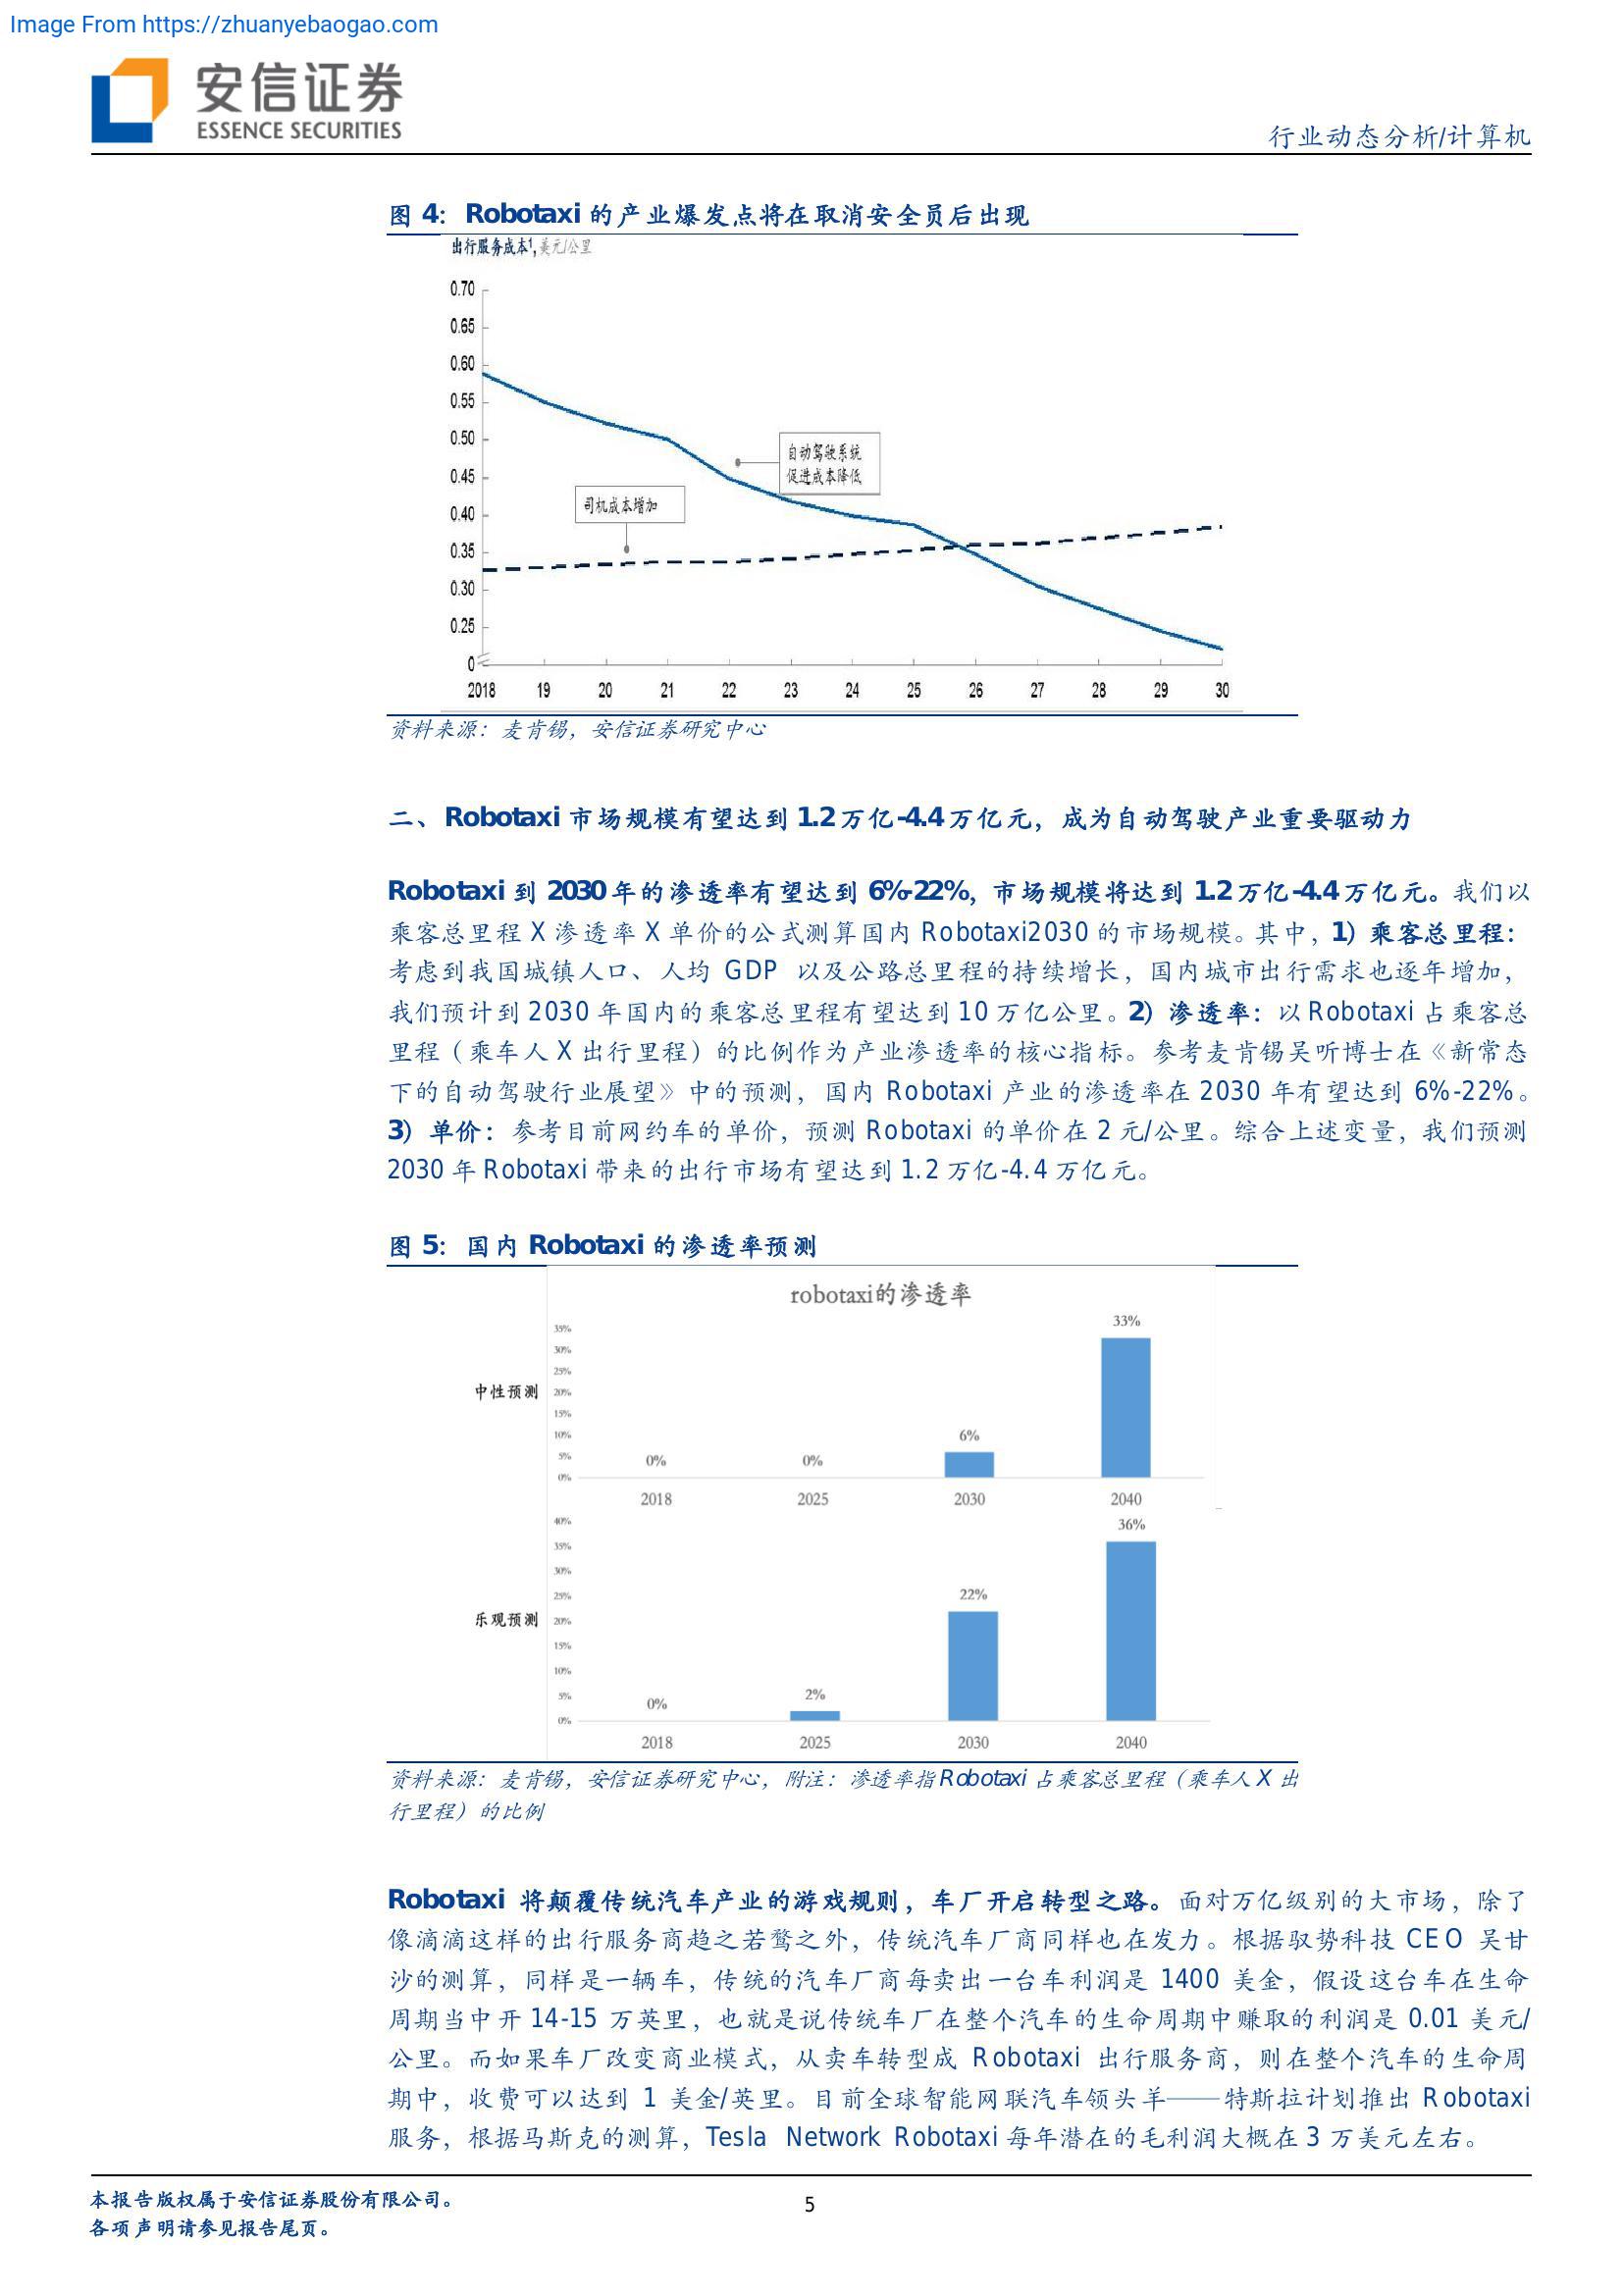 Image From https://zhuanyebaogao.com
安信证券
ESSENCE SECURITIES
行业动态分析/计算机
图 4：Robotaxi 的产业爆发点将在取消安全员后出现
出行服务成本¹,美元/公里
0.70
0.65
0.60
0.55
0.50
0.45
0.40
0.35
0.30
0.25
0
自动驾驶系统
促进成本降低
司机成本增加
2018 19 20 21 22 23 24 25 26 27 28 29 30
资料来源：麦肯锡，安信证券研究中心
二、Robotaxi 市场规模有望达到 1.2 万亿-4.4 万亿元，成为自动驾驶产业重要驱动力
Robotaxi 到 2030 年的渗透率有望达到 6%-22%，市场规模将达到 1.2 万亿-4.4 万亿元。我们以
乘客总里程 X 渗透率 X 单价的公式测算国内 Robotaxi2030 的市场规模。其中，1）乘客总里程：
考虑到我国城镇人口、人均 GDP 以及公路总里程的持续增长，国内城市出行需求也逐年增加，
我们预计到 2030 年国内的乘客总里程有望达到 10 万亿公里。2）渗透率：以 Robotaxi 占乘客总
里程（乘车人 X 出行里程）的比例作为产业渗透率的核心指标。参考麦肯锡吴听博士在《新常态
下的自动驾驶行业展望》中的预测，国内 Robotaxi 产业的渗透率在 2030 年有望达到 6%-22%。
3）单价：参考目前网约车的单价，预测 Robotaxi 的单价在 2 元/公里。综合上述变量，我们预测
2030 年 Robotaxi 带来的出行市场有望达到 1.2 万亿-4.4 万亿元。
图 5：国内 Robotaxi 的渗透率预测
robotaxi的渗透率
中性预测
35%
30%
25%
20%
15%
10%
5%
0%
0% 0% 6% 33%
2018 2025 2030 2040
乐观预测
40%
35%
30%
25%
20%
15%
10%
5%
0%
0% 2% 22% 36%
2018 2025 2030 2040
资料来源：麦肯锡，安信证券研究中心，附注：渗透率指Robotaxi 占乘客总里程（乘车人 X 出
行里程）的比例
Robotaxi 将颠覆传统汽车产业的游戏规则，车厂开启转型之路。面对万亿级别的大市场，除了
像滴滴这样的出行服务商趋之若鹜之外，传统汽车厂商同样也在发力。根据驭势科技 CEO 吴甘
沙的测算，同样是一辆车，传统的汽车厂商每卖出一台车利润是 1400 美金，假设这台车在生命
周期当中开 14-15 万英里，也就是说传统车厂在整个汽车的生命周期中赚取的利润是 0.01 美元/
公里。而如果车厂改变商业模式，从卖车转型成 Robotaxi 出行服务商，则在整个汽车的生命周
期中，收费可以达到 1 美金/英里。目前全球智能网联汽车领头羊——特斯拉计划推出 Robotaxi
服务，根据马斯克的测算，Tesla Network Robotaxi 每年潜在的毛利润大概在 3 万美元左右。
本报告版权属于安信证券股份有限公司。
各项声明请参见报告尾页。
5